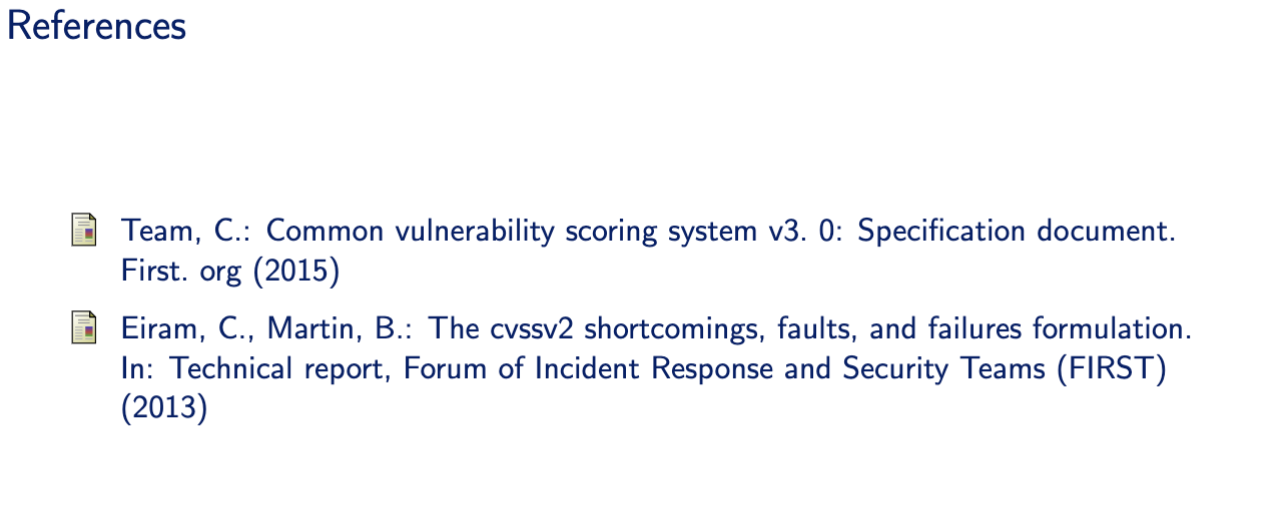 References
Team, C.: Common vulnerability scoring system v3. 0: Specification document.
First. org (2015)
Eiram, C., Martin, B.: The cvssv2 shortcomings, faults, and failures formulation.
In: Technical report, Forum of Incident Response and Security Teams (FIRST)
(2013)